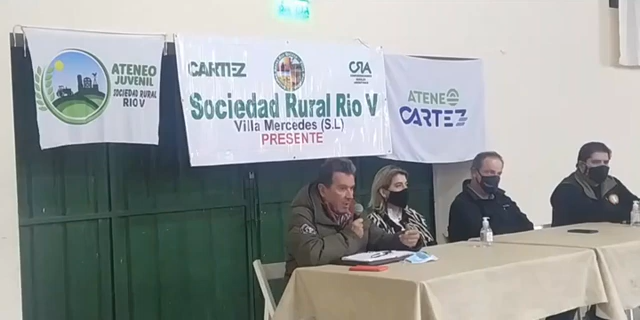 ATENEO
JUVENIL
SOCIEDAD RURAL
RIO V
CARTEZ
CRA
Sociedad Rural Rio V
Villa Mercedes (S.L)
PRESENTE
ATENEO
CARTEZ